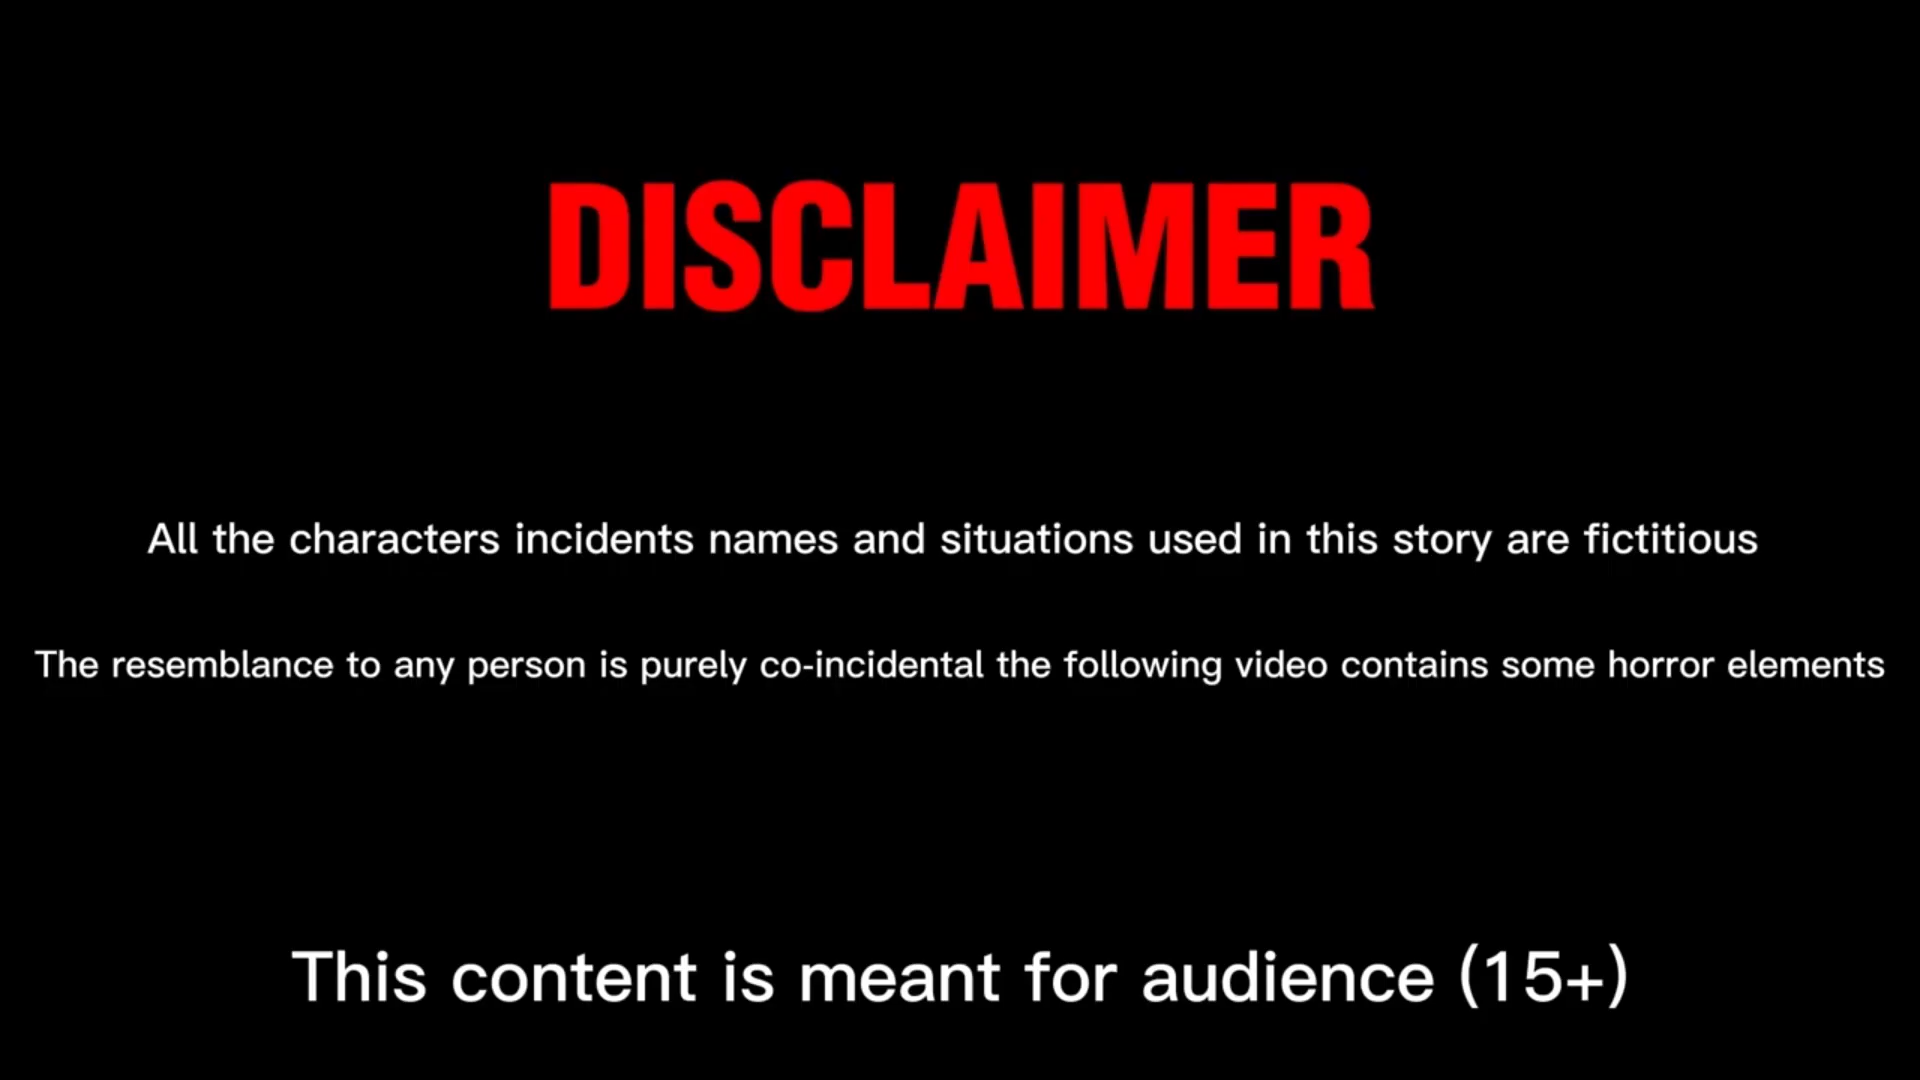 DISCLAIMER
All the characters incidents names and situations used in this story are fictitious
The resemblance to any person is purely co-incidental the following video contains some horror elements
This content is meant for audience (15+)